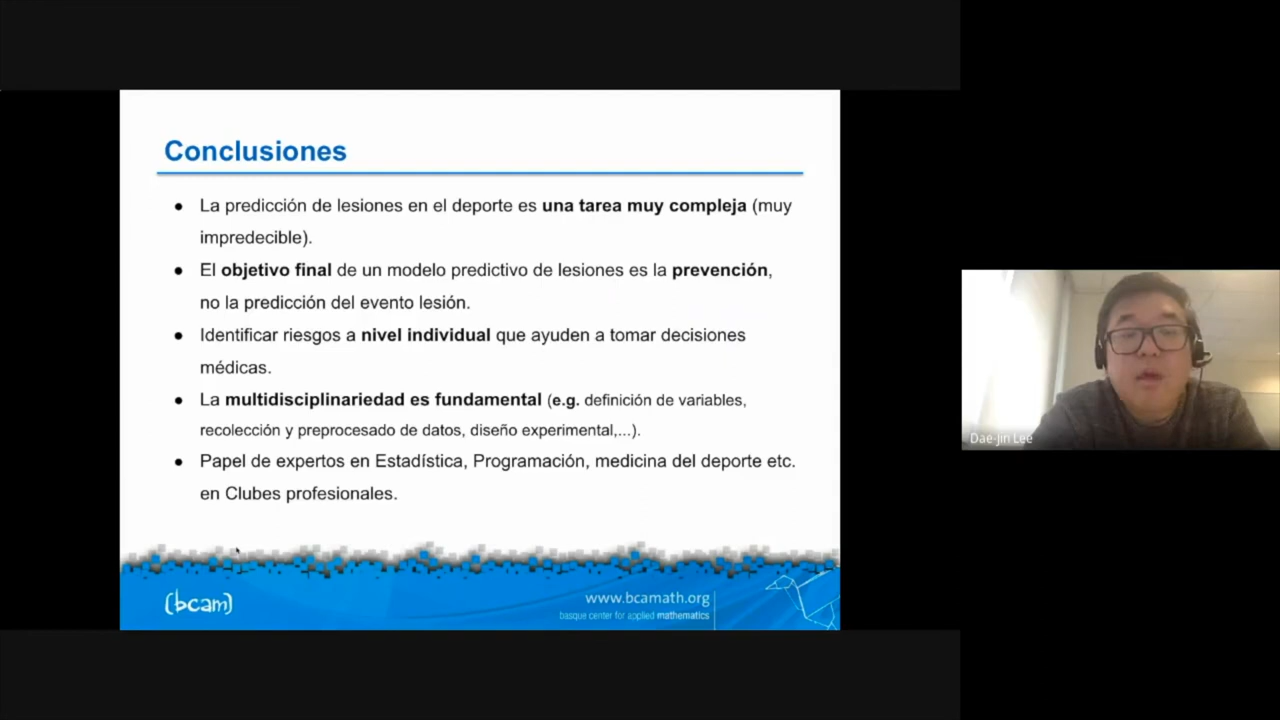 Conclusiones
● La predicción de lesiones en el deporte es una tarea muy compleja (muy
impredecible).
● El objetivo final de un modelo predictivo de lesiones es la prevención,
no la predicción del evento lesión.
● Identificar riesgos a nivel individual que ayuden a tomar decisiones
médicas.
● La multidisciplinariedad es fundamental (e.g. definición de variables,
recolección y preprocesado de datos, diseño experimental,...).
● Papel de expertos en Estadística, Programación, medicina del deporte etc.
en Clubes profesionales.
(bcam)
www.bcamath.org
basque center for applied mathematics
Dae-Jin Lee